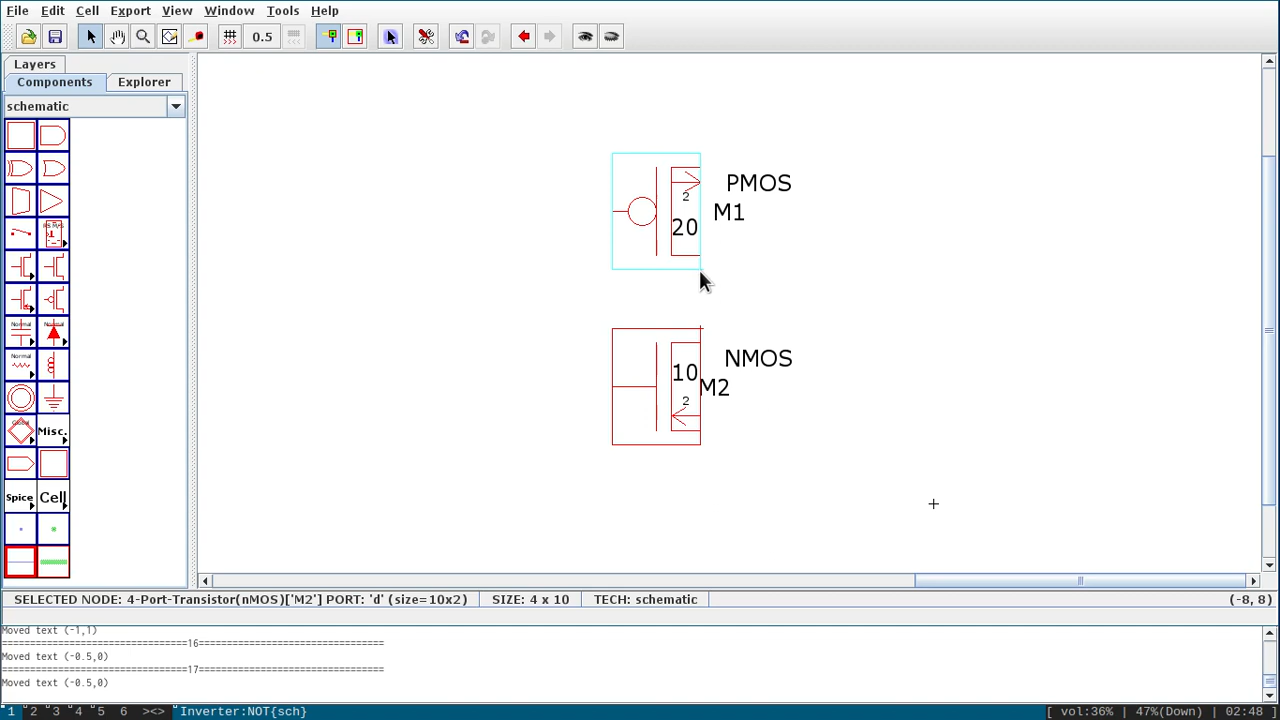 File Edit Cell Export View Window Tools Help
0.5
Layers
Components Explorer
schematic
Normal Normal
Normal
Misc.
Spice Cell
PMOS
2
M1
20
NMOS
10
M2
2
SELECTED NODE: 4-Port-Transistor(nMOS)['M2'] PORT: 'd' (size=10x2) SIZE: 4 x 10 TECH: schematic (-8, 8)
Moved text (-1,1)
================================16================================
Moved text (-0.5,0)
================================17================================
Moved text (-0.5,0)
1 2 3 4 5 6 ><> Inverter:NOT{sch} [ vol:36% | 47%(Down) | 02:48